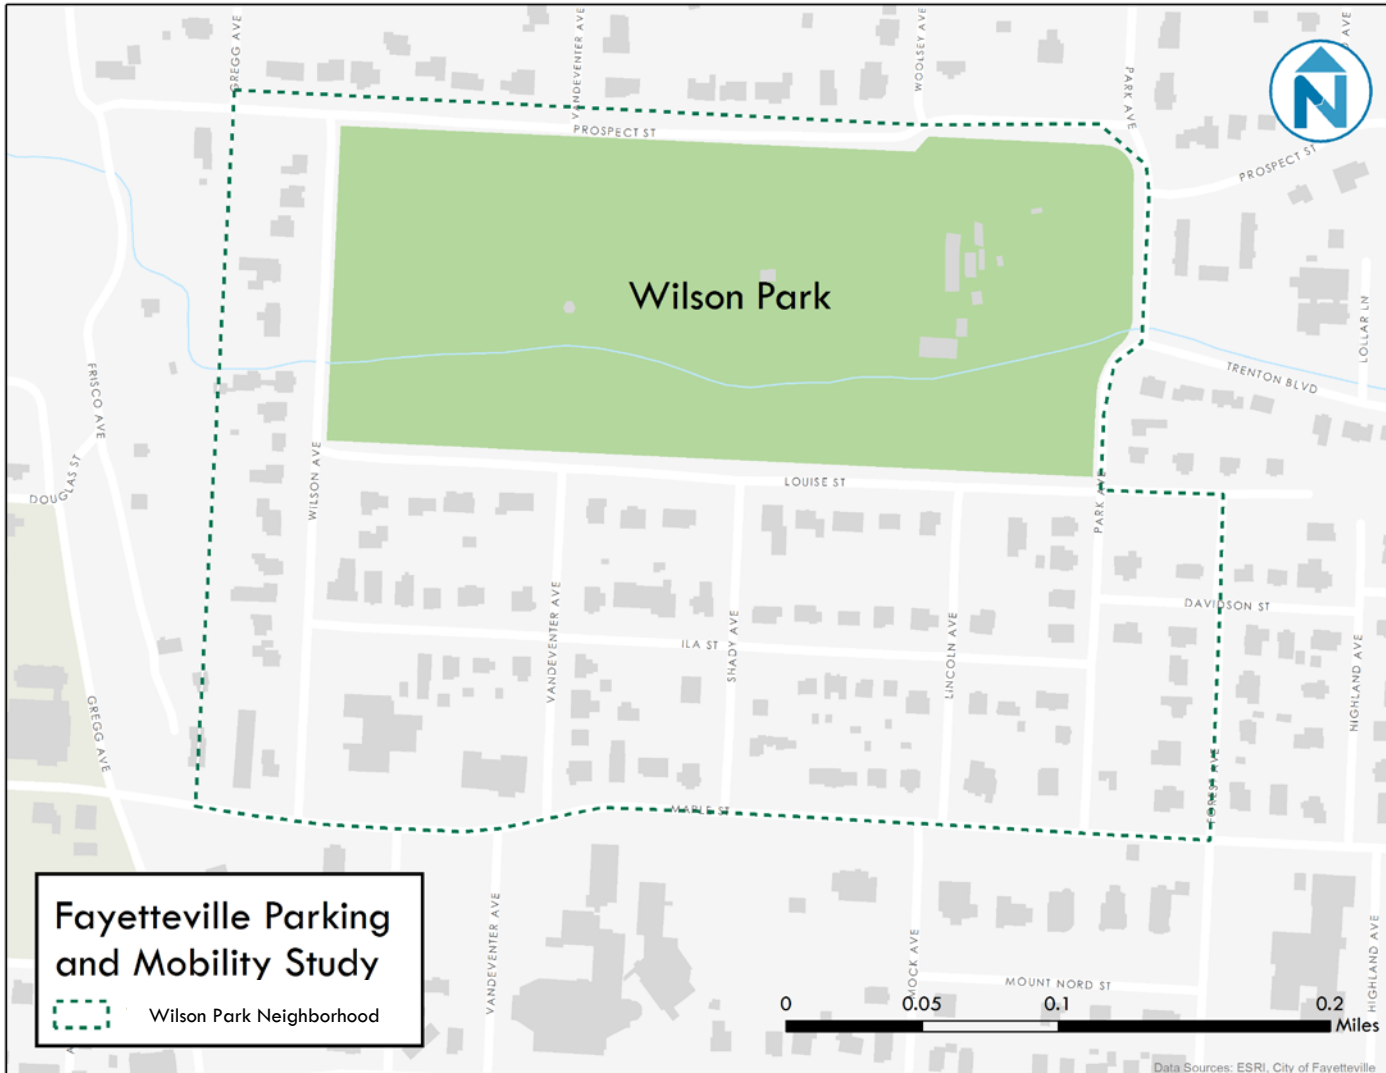 GREGG AVE
VANDEVENTER AVE
WOOLSEY AVE
PARK AVE
AVE
N
PROSPECT ST
PROSPECT ST
Wilson Park
LOLLAR LN
TRENTON BLVD
FRISCO AVE
DOUGLAS ST
WILSON AVE
LOUISE ST
PARK AVE
DAVIDSON ST
VANDEVENTER AVE
SHADY AVE
ILA ST
LINCOLN AVE
HIGHLAND AVE
GREGG AVE
FOREST AVE
MAPLE ST
Fayetteville Parking
and Mobility Study
Wilson Park Neighborhood
VANDEVENTER AVE
MOCK AVE
MOUNT NORD ST
HIGHLAND AVE
0 0.05 0.1 0.2
Miles
Data Sources: ESRI, City of Fayetteville